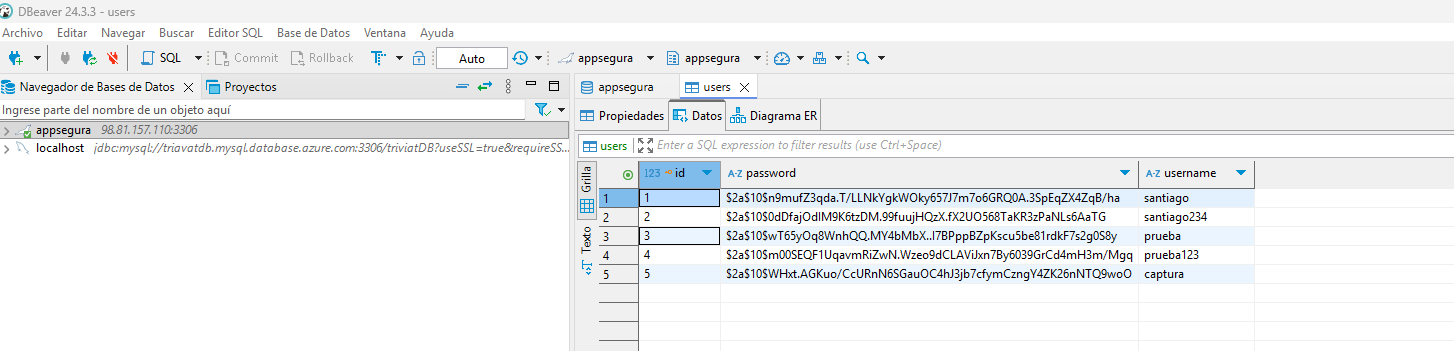 DBeaver 24.3.3 - users
Archivo Editar Navegar Buscar Editor SQL Base de Datos Ventana Ayuda
SQL Commit Rollback Auto appsegura appsegura
Navegador de Bases de Datos Proyectos appsegura users
Ingrese parte del nombre de un objeto aquí Propiedades Datos Diagrama ER
appsegura 98.81.157.110:3306
localhost jdbc:mysql://triavatdb.mysql.database.azure.com:3306/triviatDB?useSSL=true&requireSS...
users Enter a SQL expression to filter results (use Ctrl+Space)
Grilla
Texto
123 id A-Z password A-Z username
1 1 $2a$10$n9mufZ3qda.T/LLNkYgkWOky657J7m7o6GRQ0A.3SpEqZX4ZqB/ha santiago
2 2 $2a$10$0dDfajOdIM9K6tzDM.99fuujHQzX.fX2UO568TaKR3zPaNLs6AaTG santiago234
3 3 $2a$10$wT65yOq8WnhQQ.MY4bMbX..I7BPppBZpKscu5be81rdkF7s2g0S8y prueba
4 4 $2a$10$m00SEQF1UqavmRiZwN.Wzeo9dCLAViJxn7By6039GrCd4mH3m/Mgq prueba123
5 5 $2a$10$WHxt.AGKuo/CcURnN6SGauOC4hJ3jb7cfymCzngY4ZK26nNTQ9woO captura